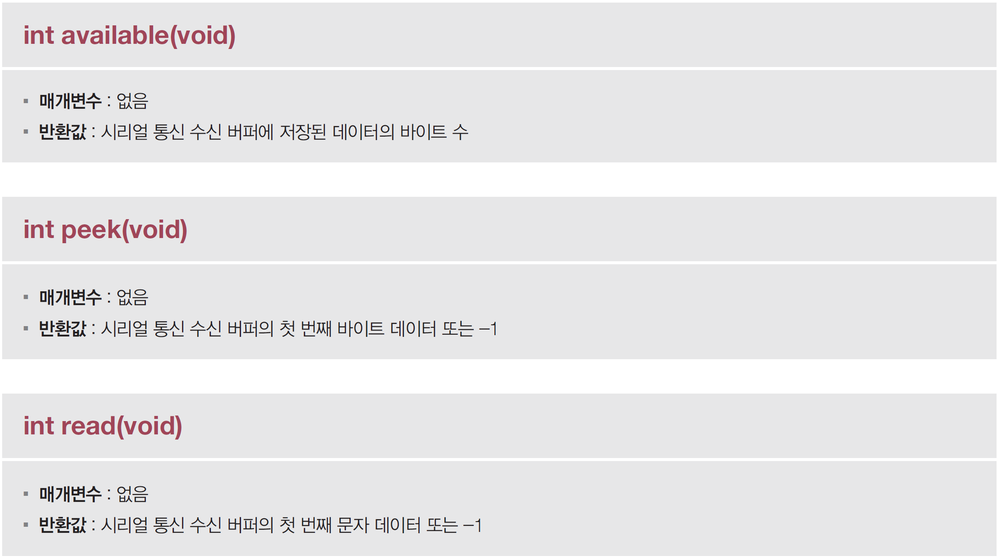 int available(void)
▪ 매개변수 : 없음
▪ 반환값 : 시리얼 통신 수신 버퍼에 저장된 데이터의 바이트 수
int peek(void)
▪ 매개변수 : 없음
▪ 반환값 : 시리얼 통신 수신 버퍼의 첫 번째 바이트 데이터 또는 –1
int read(void)
▪ 매개변수 : 없음
▪ 반환값 : 시리얼 통신 수신 버퍼의 첫 번째 문자 데이터 또는 –1